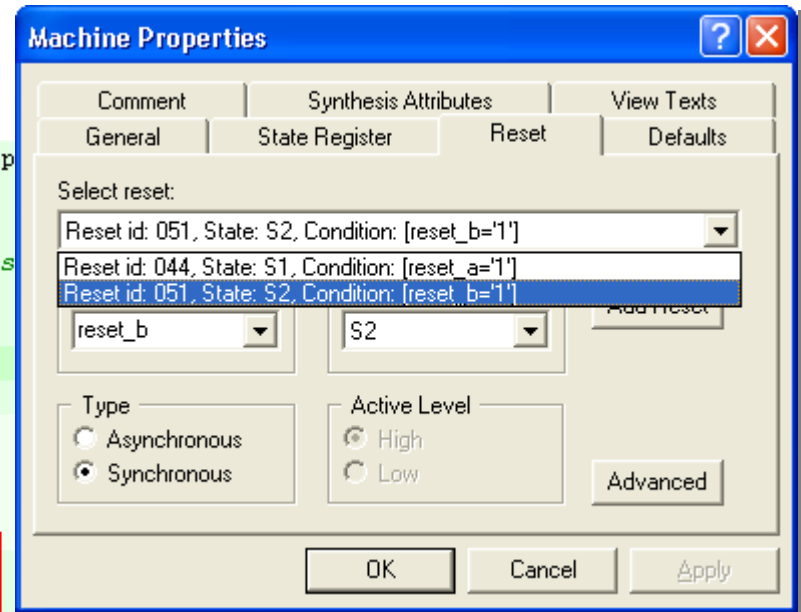 Machine Properties
Comment Synthesis Attributes View Texts
General State Register Reset Defaults
p
Select reset:
Reset id: 051, State: S2, Condition: [reset_b='1']
s
Reset id: 044, State: S1, Condition: [reset_a='1']
Reset id: 051, State: S2, Condition: [reset_b='1']
Add Reset
reset_b S2
Type Active Level
Asynchronous High
Synchronous Low
Advanced
OK Cancel Apply